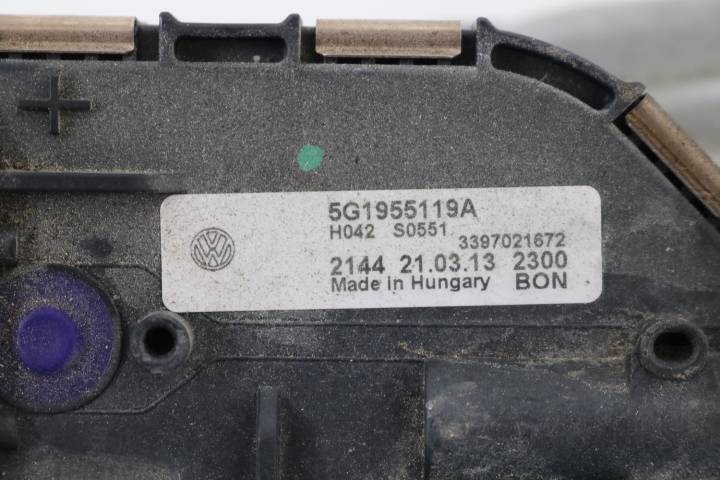 5G1955119A
H042 S0551
3397021672
2144 21.03.13 2300
Made in Hungary BON